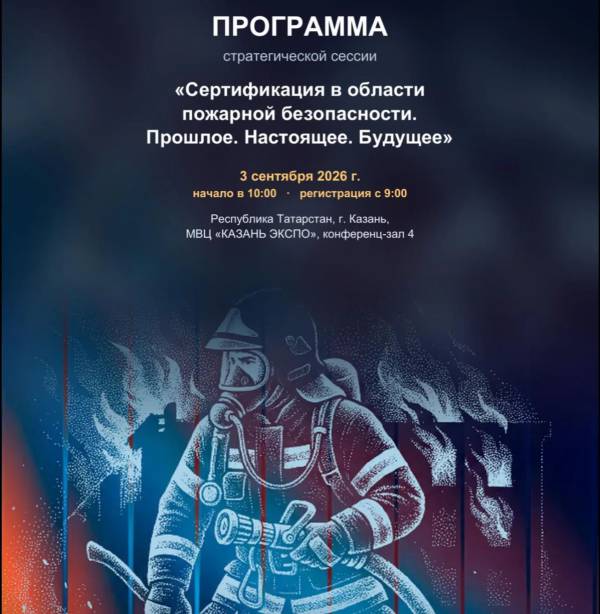 ПРОГРАММА
стратегической сессии
«Сертификация в области
пожарной безопасности.
Прошлое. Настоящее. Будущее»
3 сентября 2026 г.
начало в 10:00 · регистрация с 9:00
Республика Татарстан, г. Казань,
МВЦ «КАЗАНЬ ЭКСПО», конференц-зал 4